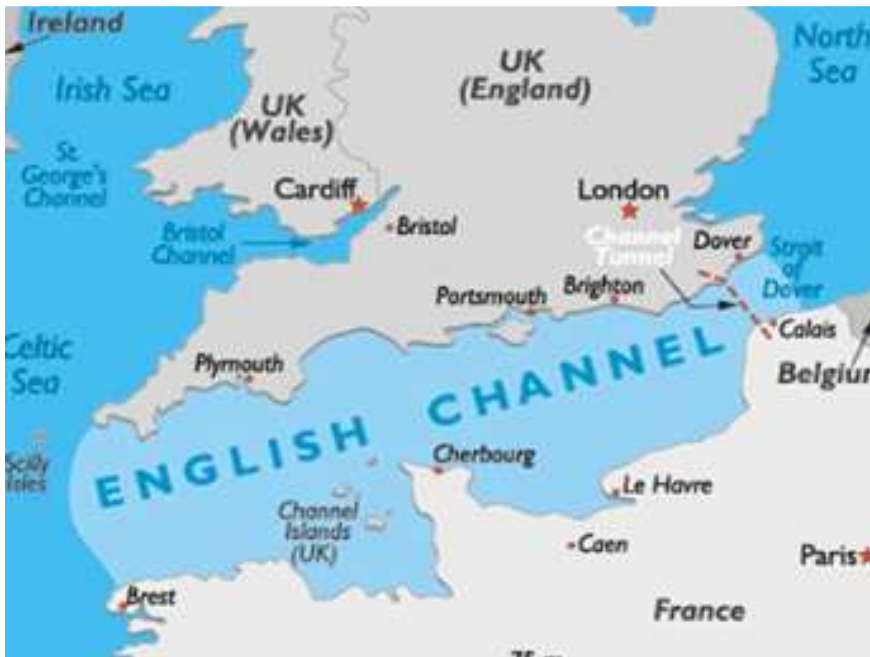 Ireland
North
Sea
UK
(England)
Irish Sea
UK
(Wales)
St.
George's
Channel
Cardiff
London
Bristol
Channel
Bristol
Channel
Tunnel
Dover
Strait
of
Dover
Portsmouth
Brighton
Calais
Celtic
Sea
Plymouth
Belgium
ENGLISH CHANNEL
Scilly
Isles
Cherbourg
Le Havre
Channel
Islands
(UK)
Caen
Paris
Brest
France